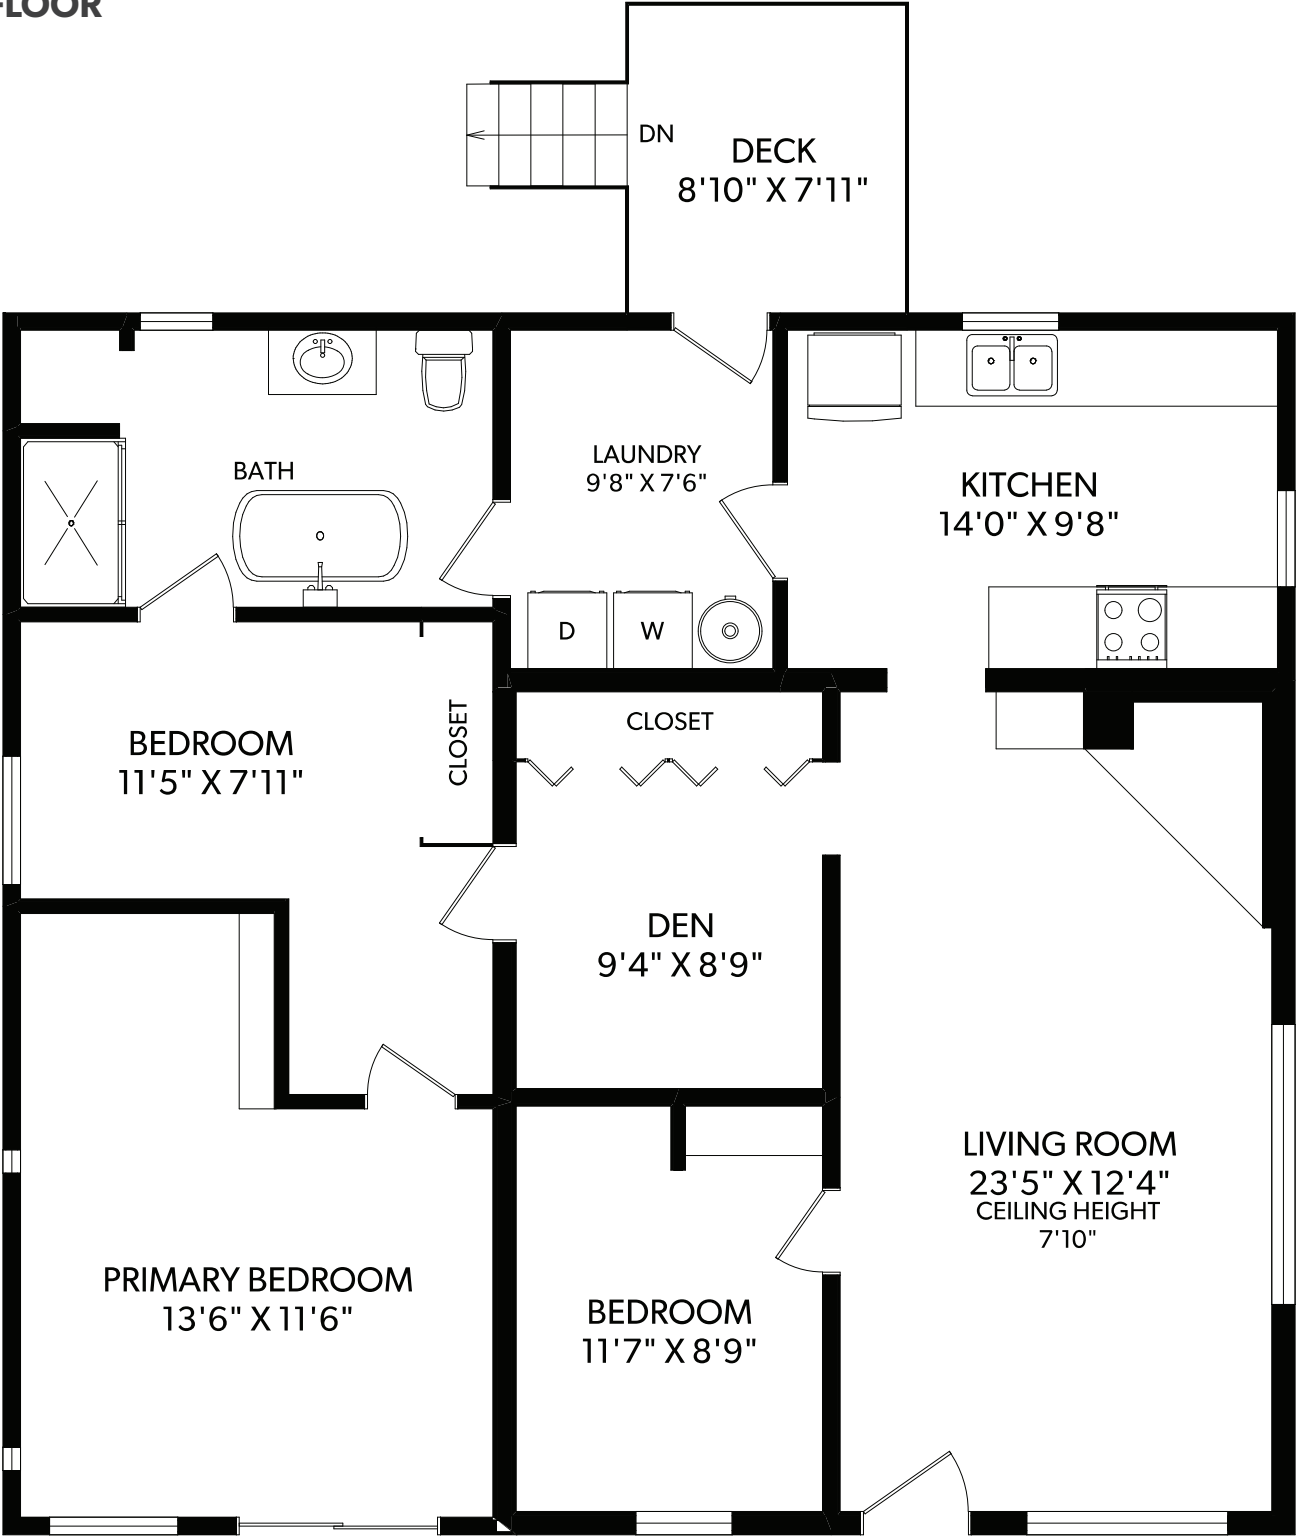 FLOOR
DN
DECK
8'10" X 7'11"
LAUNDRY
9'8" X 7'6"
BATH
KITCHEN
14'0" X 9'8"
D
W
CLOSET
CLOSET
BEDROOM
11'5" X 7'11"
DEN
9'4" X 8'9"
LIVING ROOM
23'5" X 12'4"
CEILING HEIGHT
7'10"
PRIMARY BEDROOM
13'6" X 11'6"
BEDROOM
11'7" X 8'9"